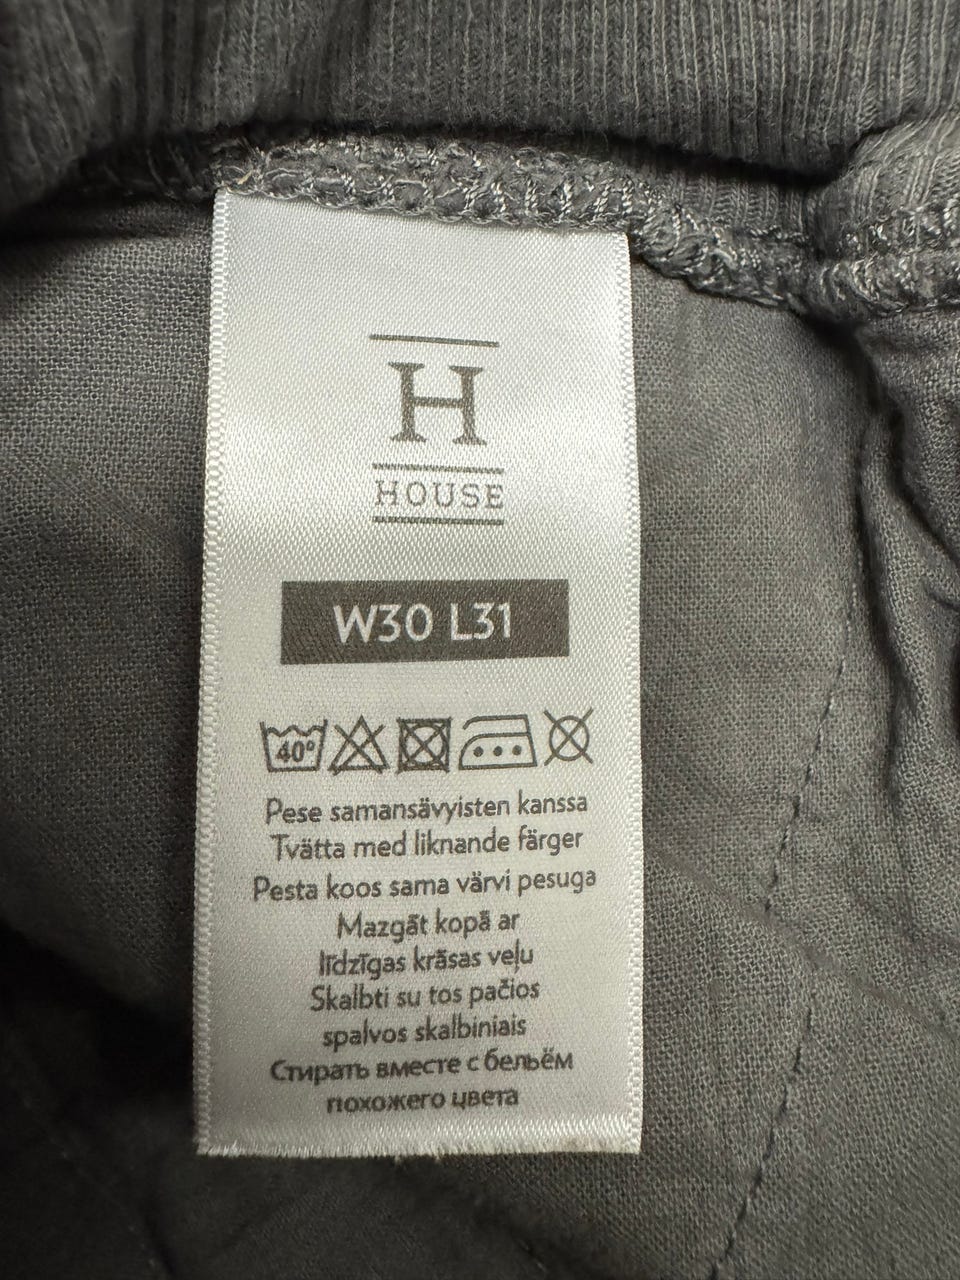 H
HOUSE
W30 L31
40°
Pese samansävyisten kanssa
Tvätta med liknande färger
Pesta koos sama värvi pesuga
Mazgāt kopā ar
līdzīgas krāsas veļu
Skalbti su tos pačios
spalvos skalbiniais
Стирать вместе с бельём
похожего цвета